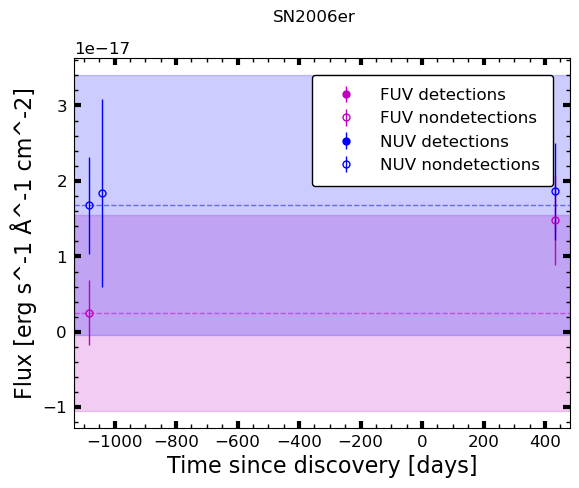 SN2006er
1e−17
Flux [erg s^-1 Å^-1 cm^-2]
3
2
1
0
−1
FUV detections
FUV nondetections
NUV detections
NUV nondetections
−1000 −800 −600 −400 −200 0 200 400
Time since discovery [days]